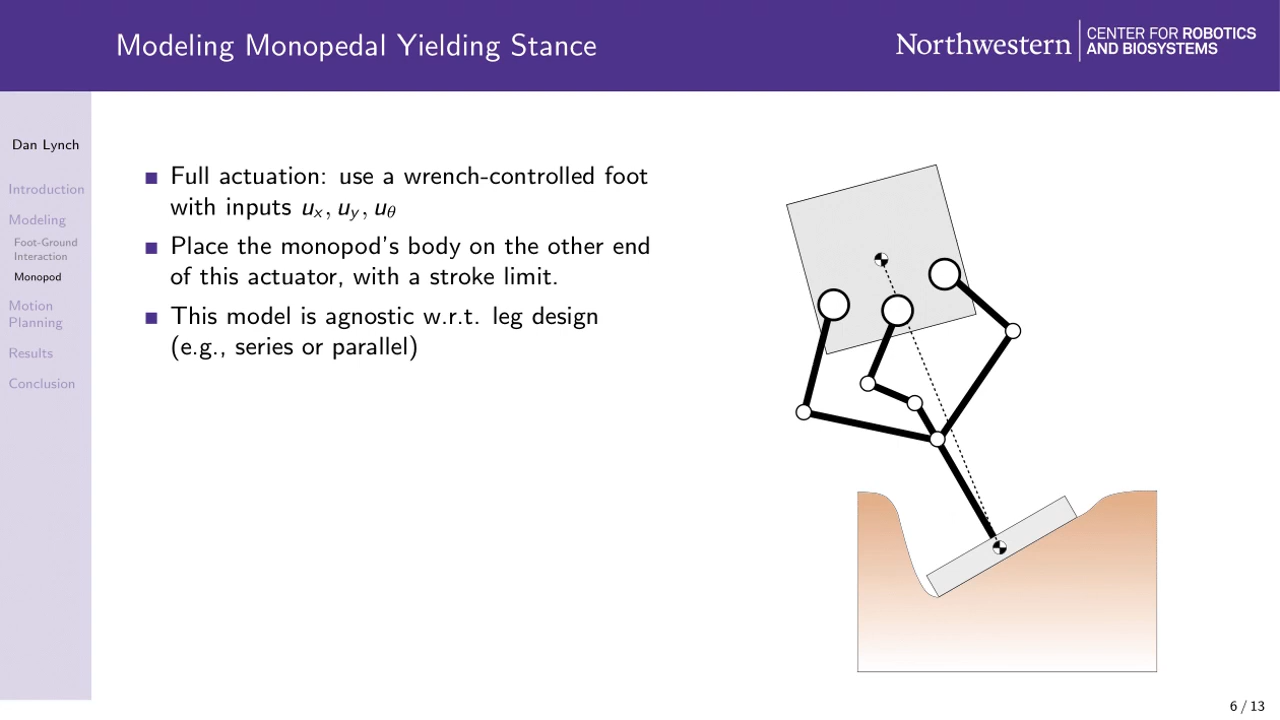 Modeling Monopedal Yielding Stance
Northwestern
CENTER FOR ROBOTICS
AND BIOSYSTEMS
Dan Lynch
Introduction
Modeling
Foot-Ground
Interaction
Monopod
Motion
Planning
Results
Conclusion
■ Full actuation: use a wrench-controlled foot
with inputs uₓ, u_y, u_θ
■ Place the monopod's body on the other end
of this actuator, with a stroke limit.
■ This model is agnostic w.r.t. leg design
(e.g., series or parallel)
6 / 13